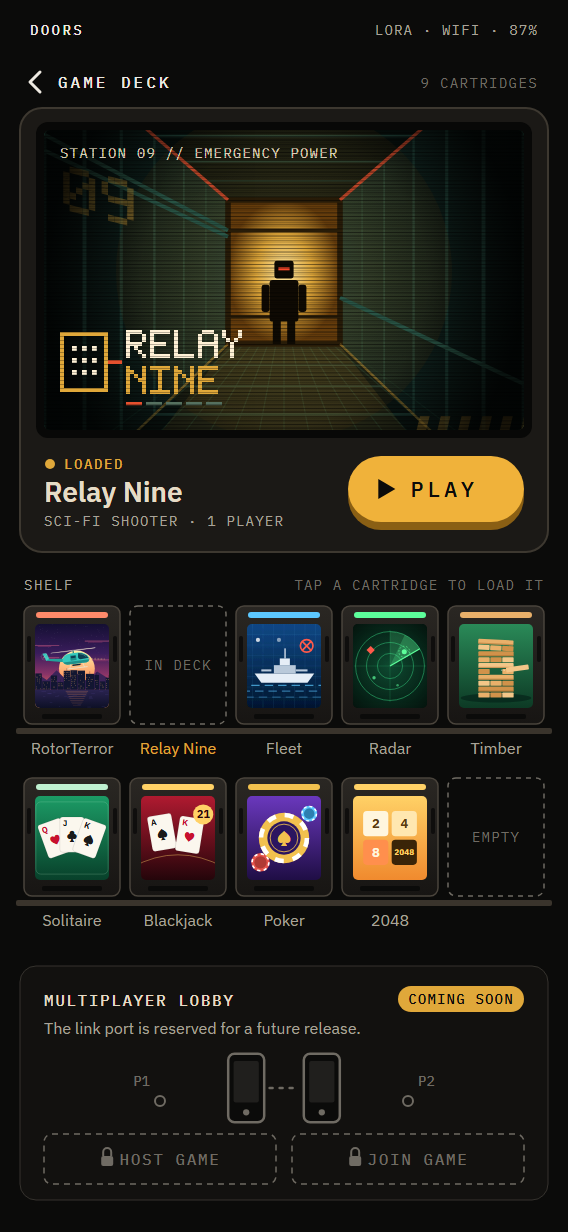 DOORS
LORA · WIFI · 87%
GAME DECK
9 CARTRIDGES
STATION 09 // EMERGENCY POWER
09
RELAY
NINE
LOADED
Relay Nine
SCI-FI SHOOTER · 1 PLAYER
PLAY
SHELF
TAP A CARTRIDGE TO LOAD IT
IN DECK
RotorTerror
Relay Nine
Fleet
Radar
Timber
Q J K
A K 21
2 4
8 2048
EMPTY
Solitaire
Blackjack
Poker
2048
MULTIPLAYER LOBBY
COMING SOON
The link port is reserved for a future release.
P1
P2
HOST GAME
JOIN GAME